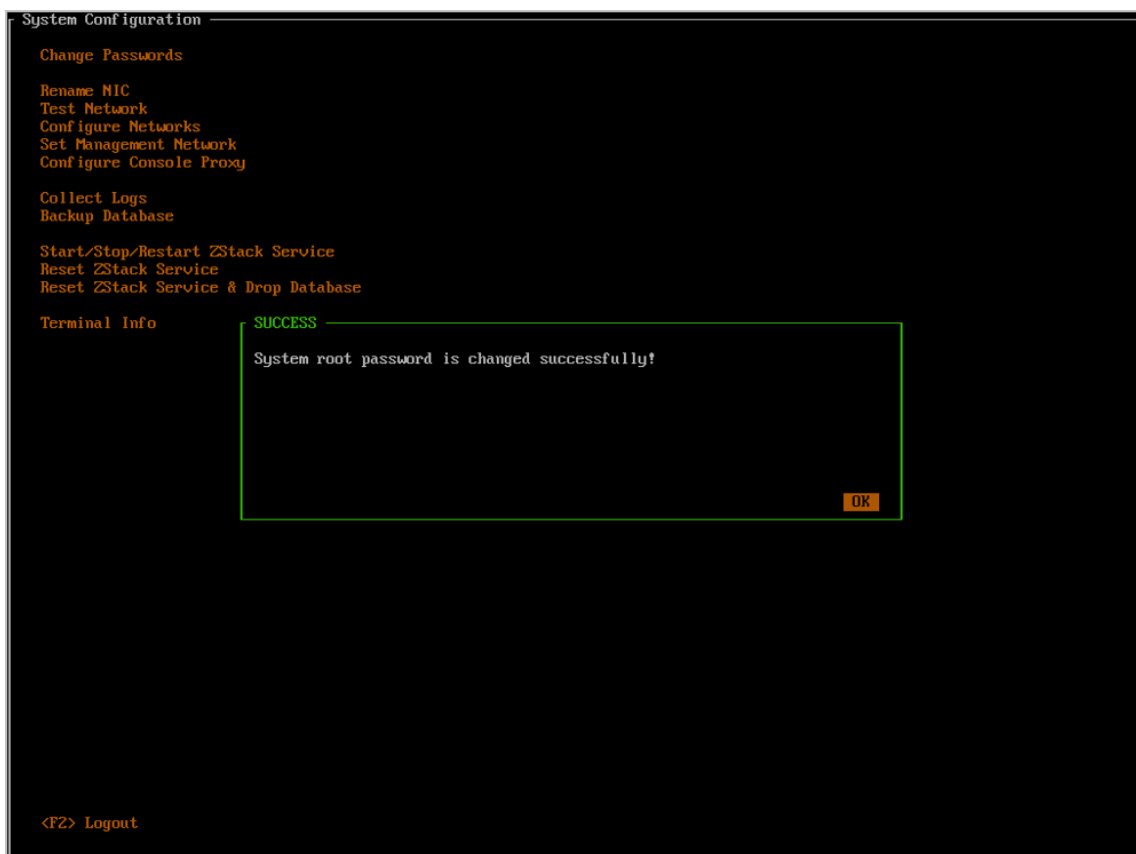 System Configuration
Change Passwords
Rename NIC
Test Network
Configure Networks
Set Management Network
Configure Console Proxy
Collect Logs
Backup Database
Start/Stop/Restart ZStack Service
Reset ZStack Service
Reset ZStack Service & Drop Database
Terminal Info
SUCCESS
System root password is changed successfully!
OK
<F2> Logout